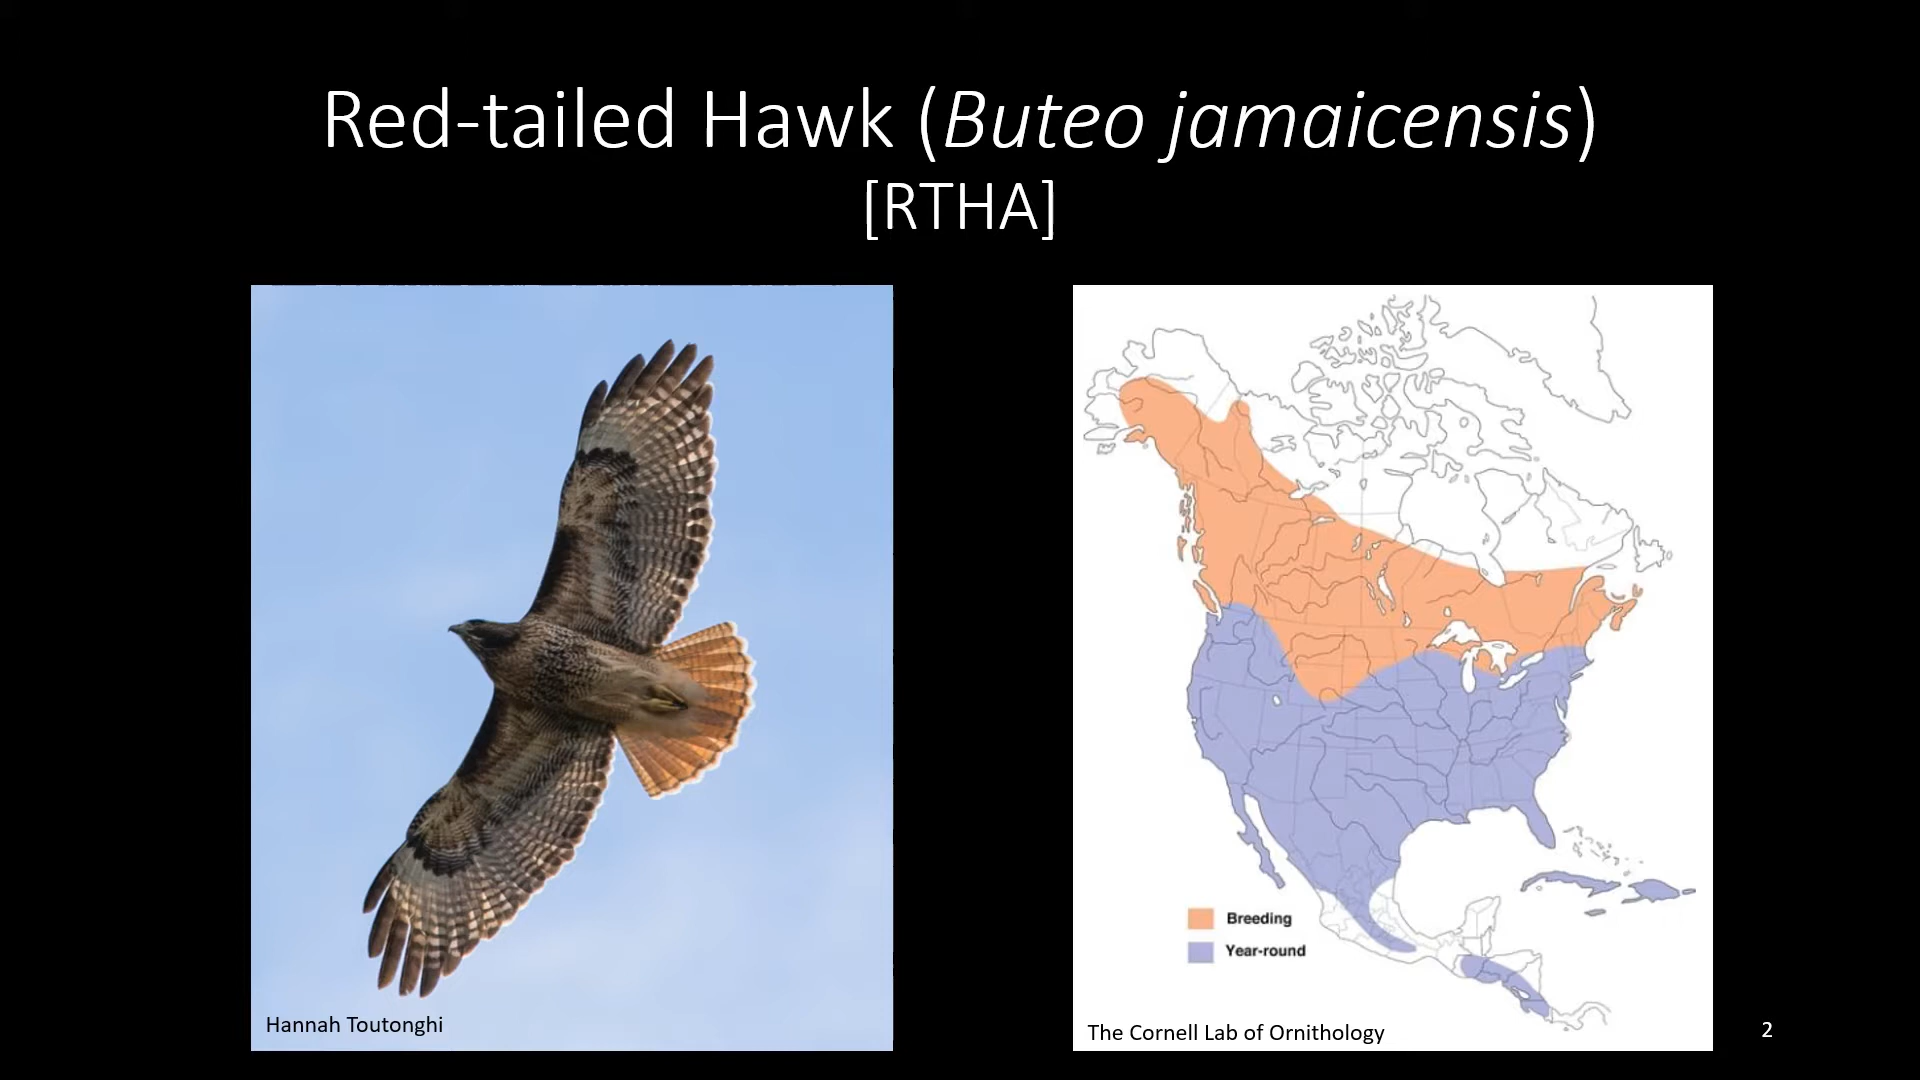 Red-tailed Hawk (Buteo jamaicensis)
[RTHA]
Hannah Toutonghi
Breeding
Year-round
The Cornell Lab of Ornithology
2